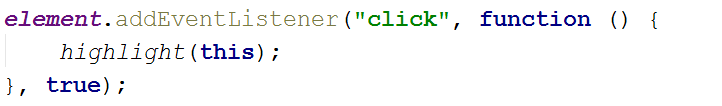 element.addEventListener("click", function () {
    highlight(this);
}, true);